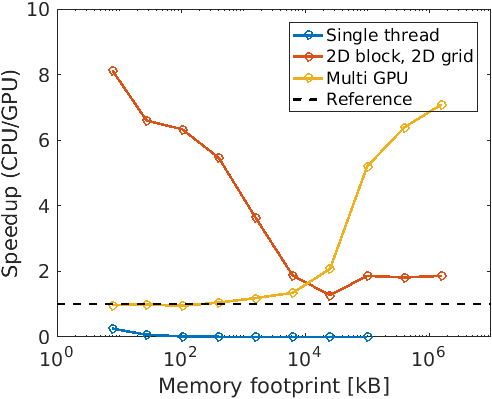 10
8
6
4
2
0
Speedup (CPU/GPU)
Single thread
2D block, 2D grid
Multi GPU
Reference
10^0 10^2 10^4 10^6
Memory footprint [kB]